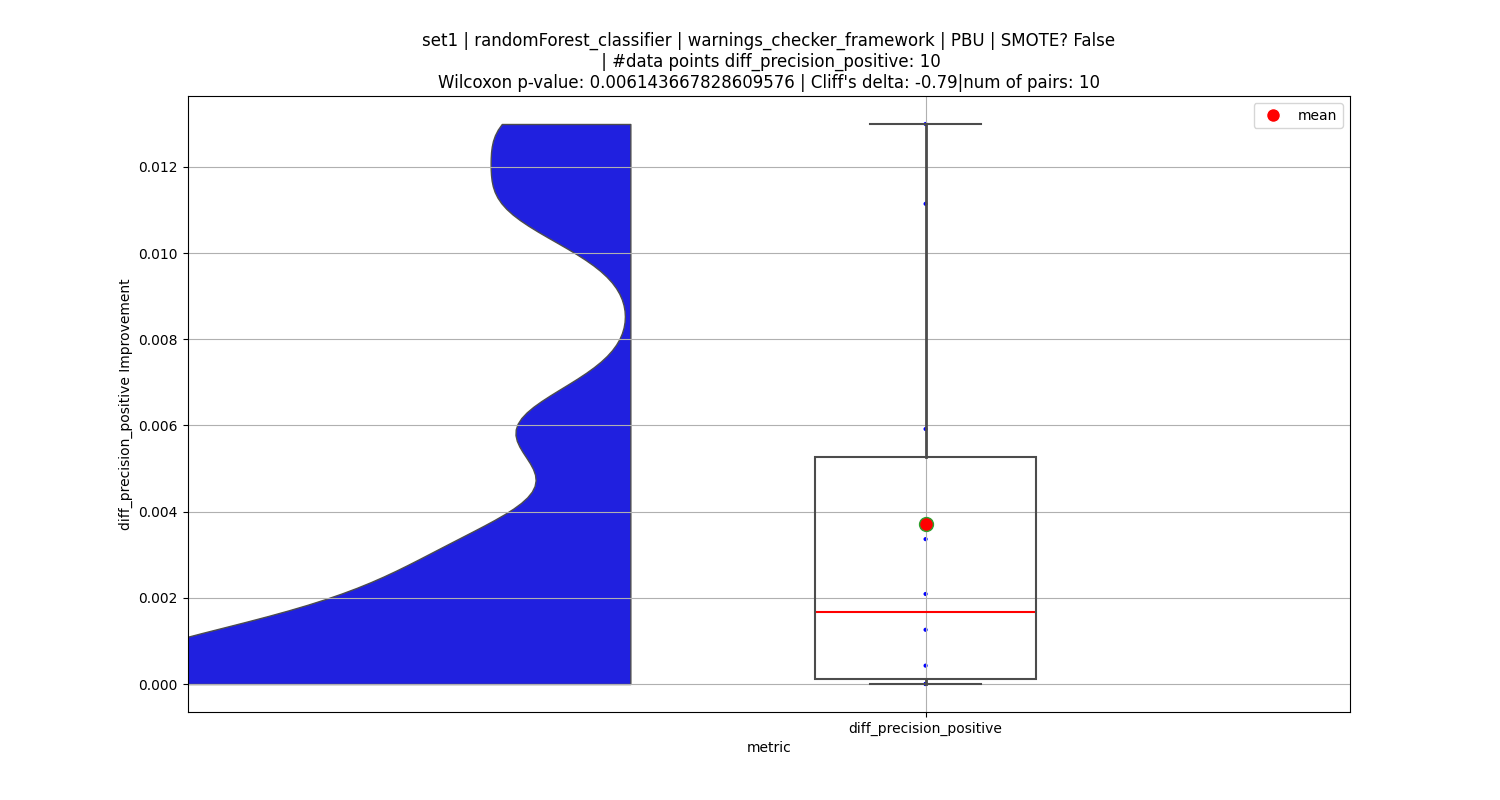 set1 | randomForest_classifier | warnings_checker_framework | PBU | SMOTE? False
| #data points diff_precision_positive: 10
Wilcoxon p-value: 0.006143667828609576 | Cliff's delta: -0.79|num of pairs: 10
mean
diff_precision_positive Improvement
0.012
0.010
0.008
0.006
0.004
0.002
0.000
diff_precision_positive
metric